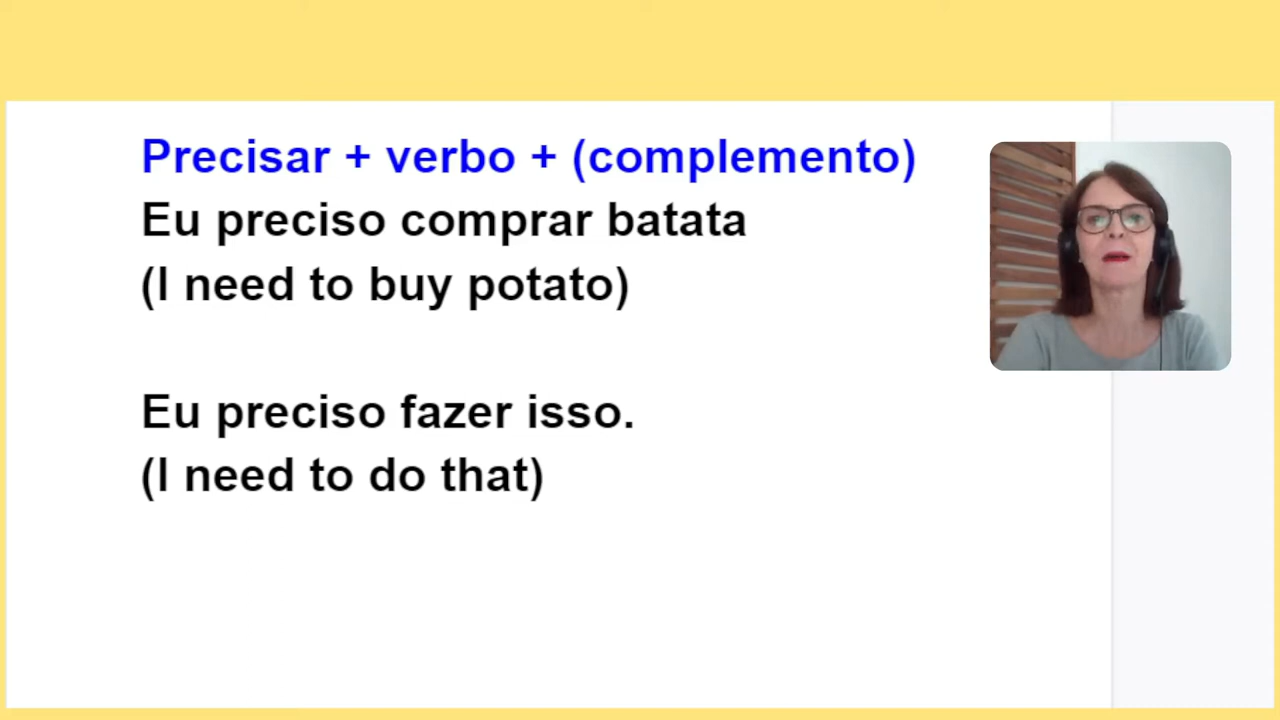 Precisar + verbo + (complemento)
Eu preciso comprar batata
(I need to buy potato)
Eu preciso fazer isso.
(I need to do that)